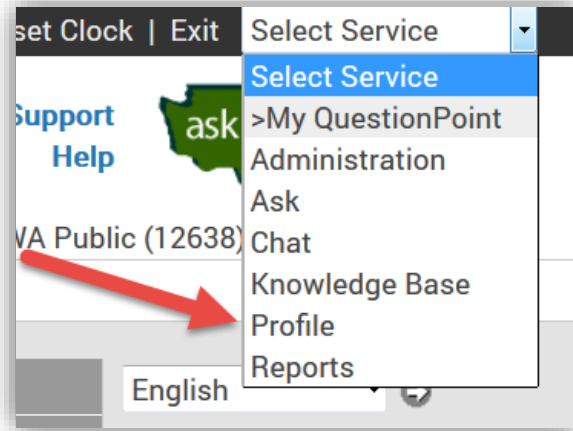 set Clock | Exit Select Service
Select Service
Support
>My QuestionPoint
ask
Help
Administration
Ask
WA Public (12638)
Chat
Knowledge Base
Profile
Reports
English